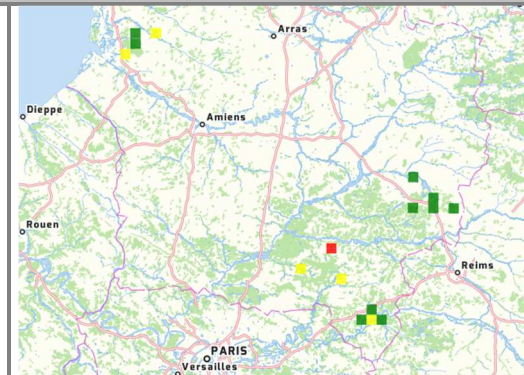 Arras
Dieppe
Amiens
Rouen
Reims
PARIS
Versailles